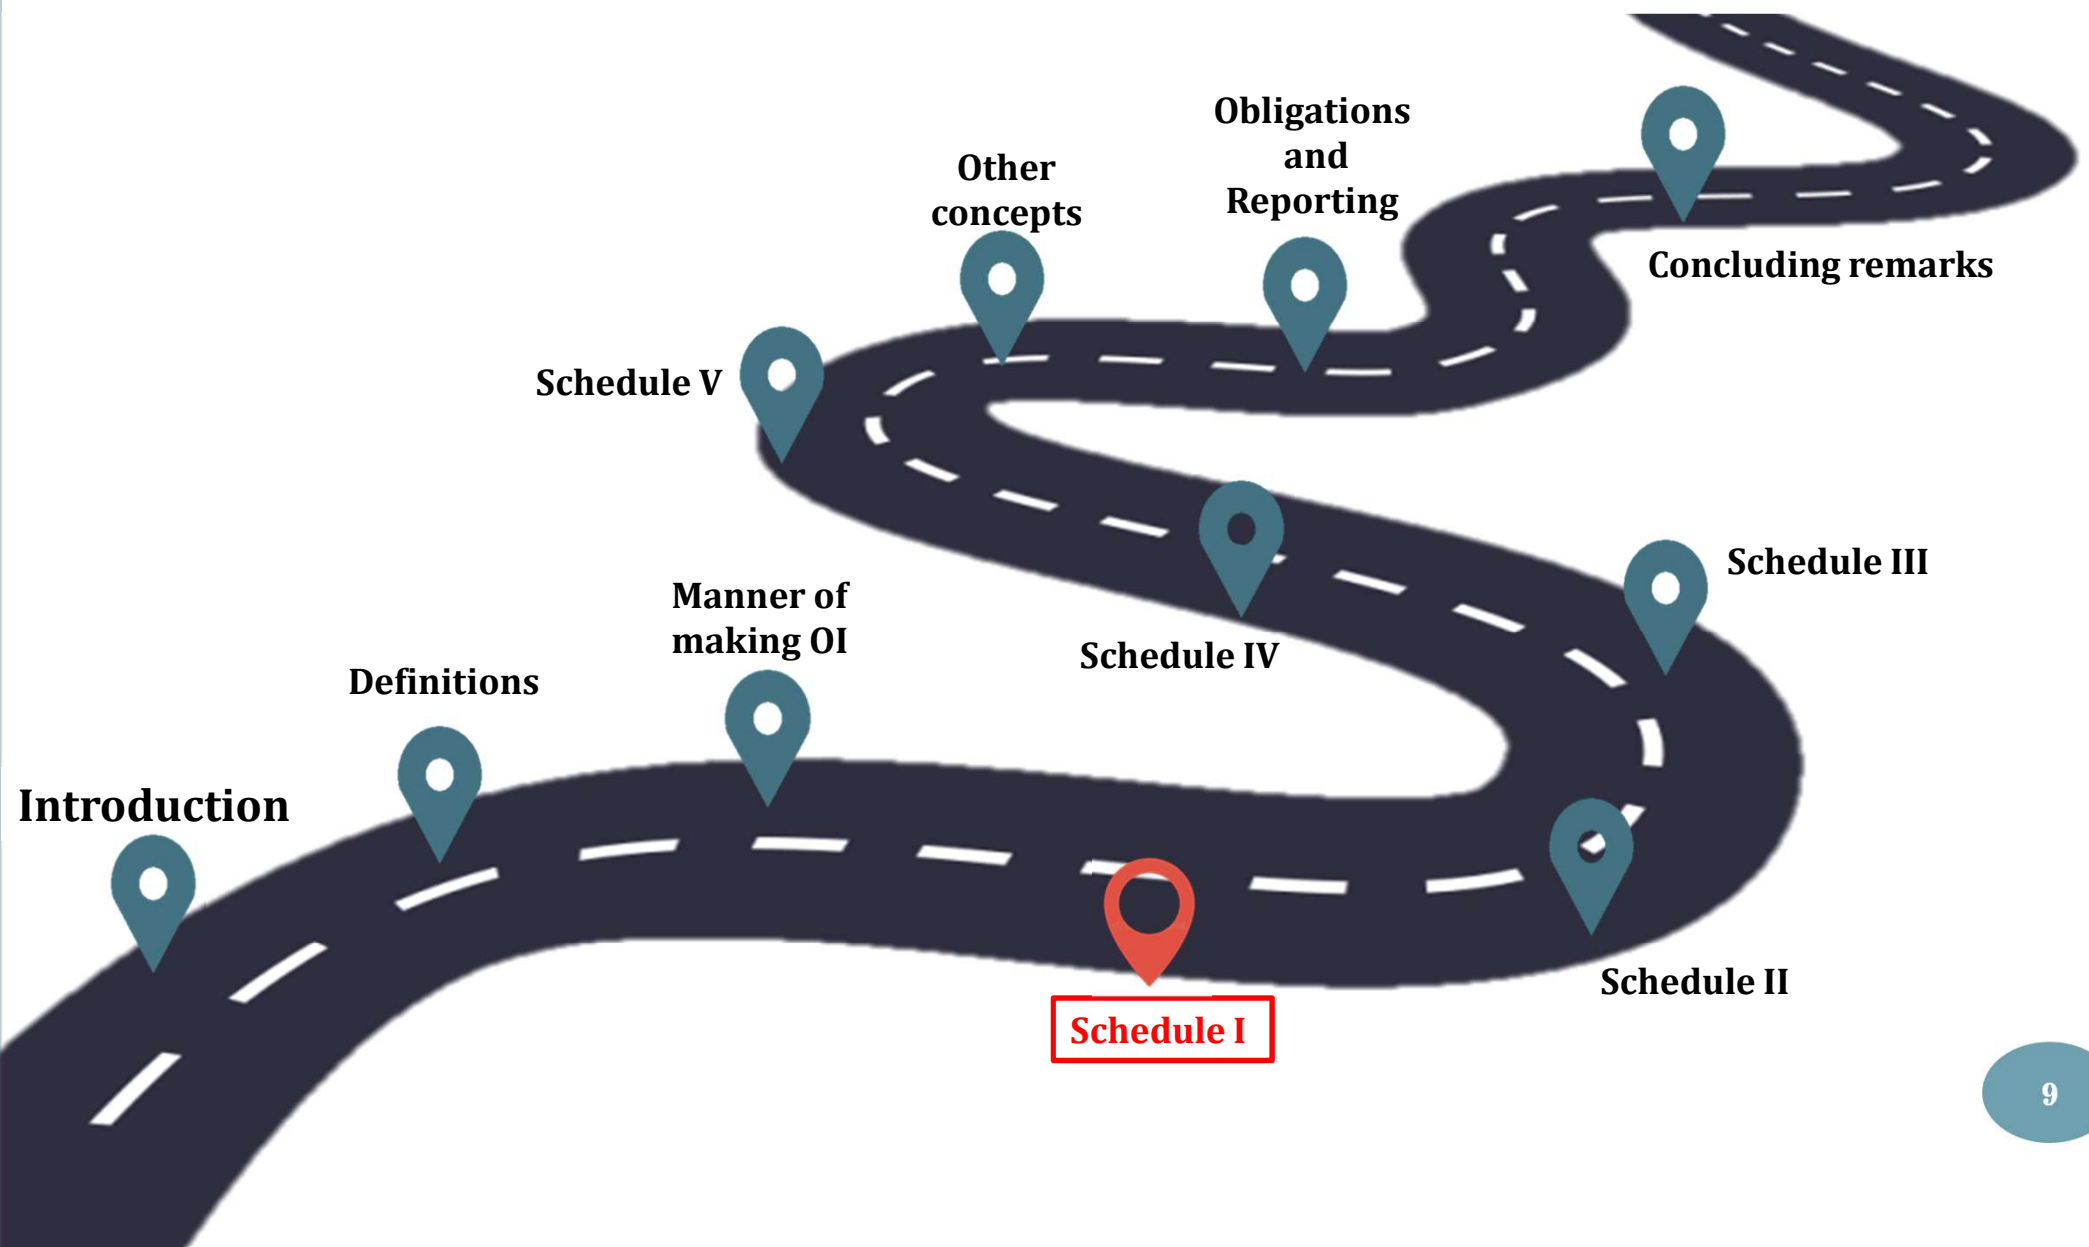 Introduction
Definitions
Manner of
making OI
Schedule I
Schedule II
Schedule III
Schedule IV
Schedule V
Other
concepts
Obligations
and
Reporting
Concluding remarks
9